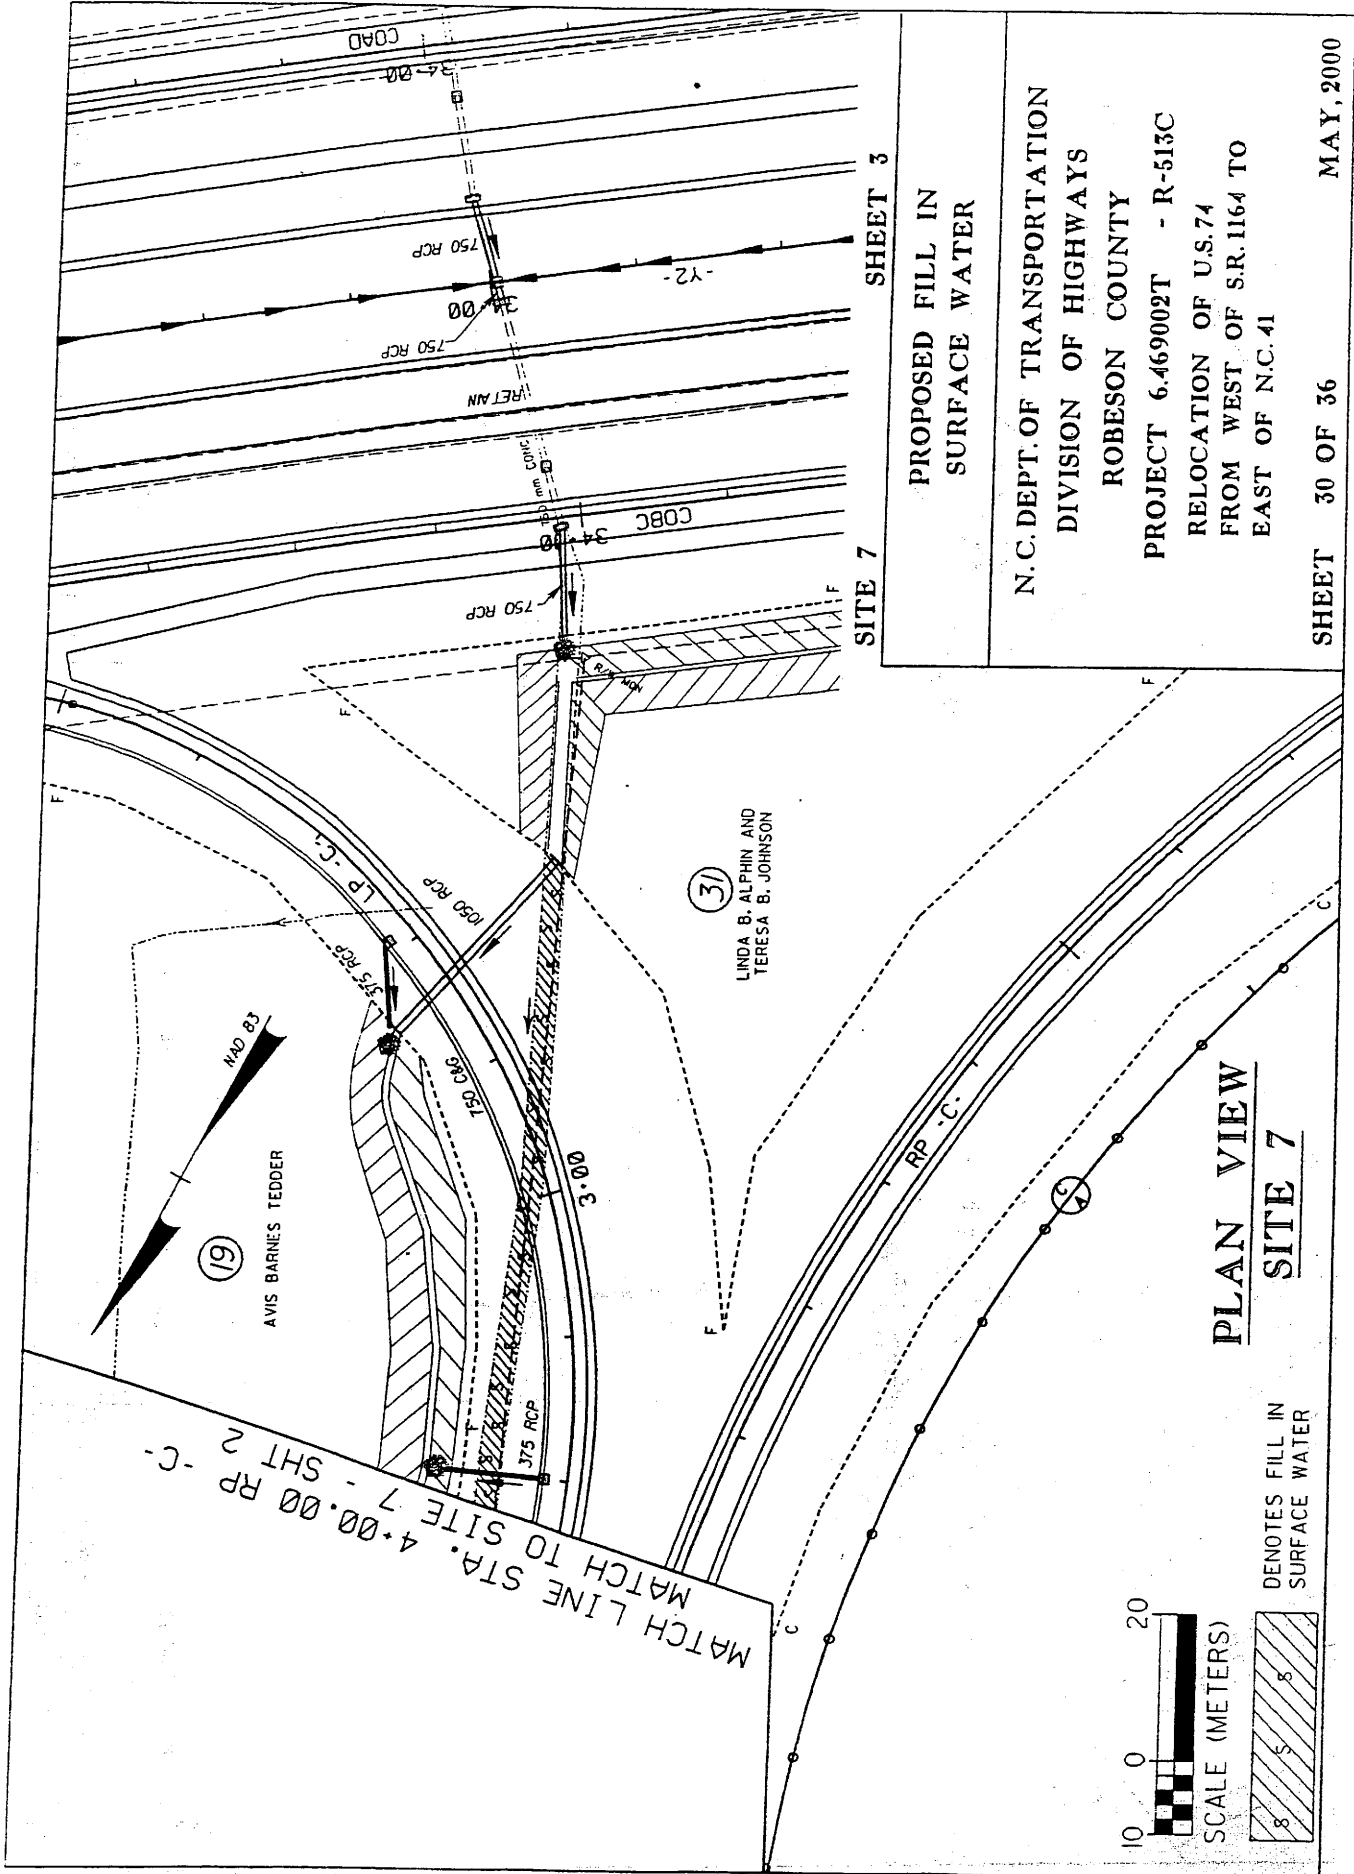 COAD
34+00
750 RCP
34+00
750 RCP
-Y2-
RETAIN
750 mm CONC
COBC
34+00
750 RCP
R/W MON
F
F
F
F
F
F
F
LP -C-
1050 RCP
375 RCP
NAD 83
750 C&G
3+00
19
AVIS BARNES TEDDER
31
LINDA B. ALPHIN AND
TERESA B. JOHNSON
RP -C-
375 RCP
MATCH LINE STA. 4+00.00 RP -C-
MATCH TO SITE 7 - SHT 2
C
C
C
A
SITE 7 SHEET 3
PROPOSED FILL IN
SURFACE WATER
N. C. DEPT. OF TRANSPORTATION
DIVISION OF HIGHWAYS
ROBESON COUNTY
PROJECT 6.469002T - R-513C
RELOCATION OF U.S. 74
FROM WEST OF S.R. 1164 TO
EAST OF N.C. 41
SHEET 30 OF 36 MAY, 2000
PLAN VIEW
SITE 7
10 0 20
SCALE (METERS)
S S S
DENOTES FILL IN
SURFACE WATER